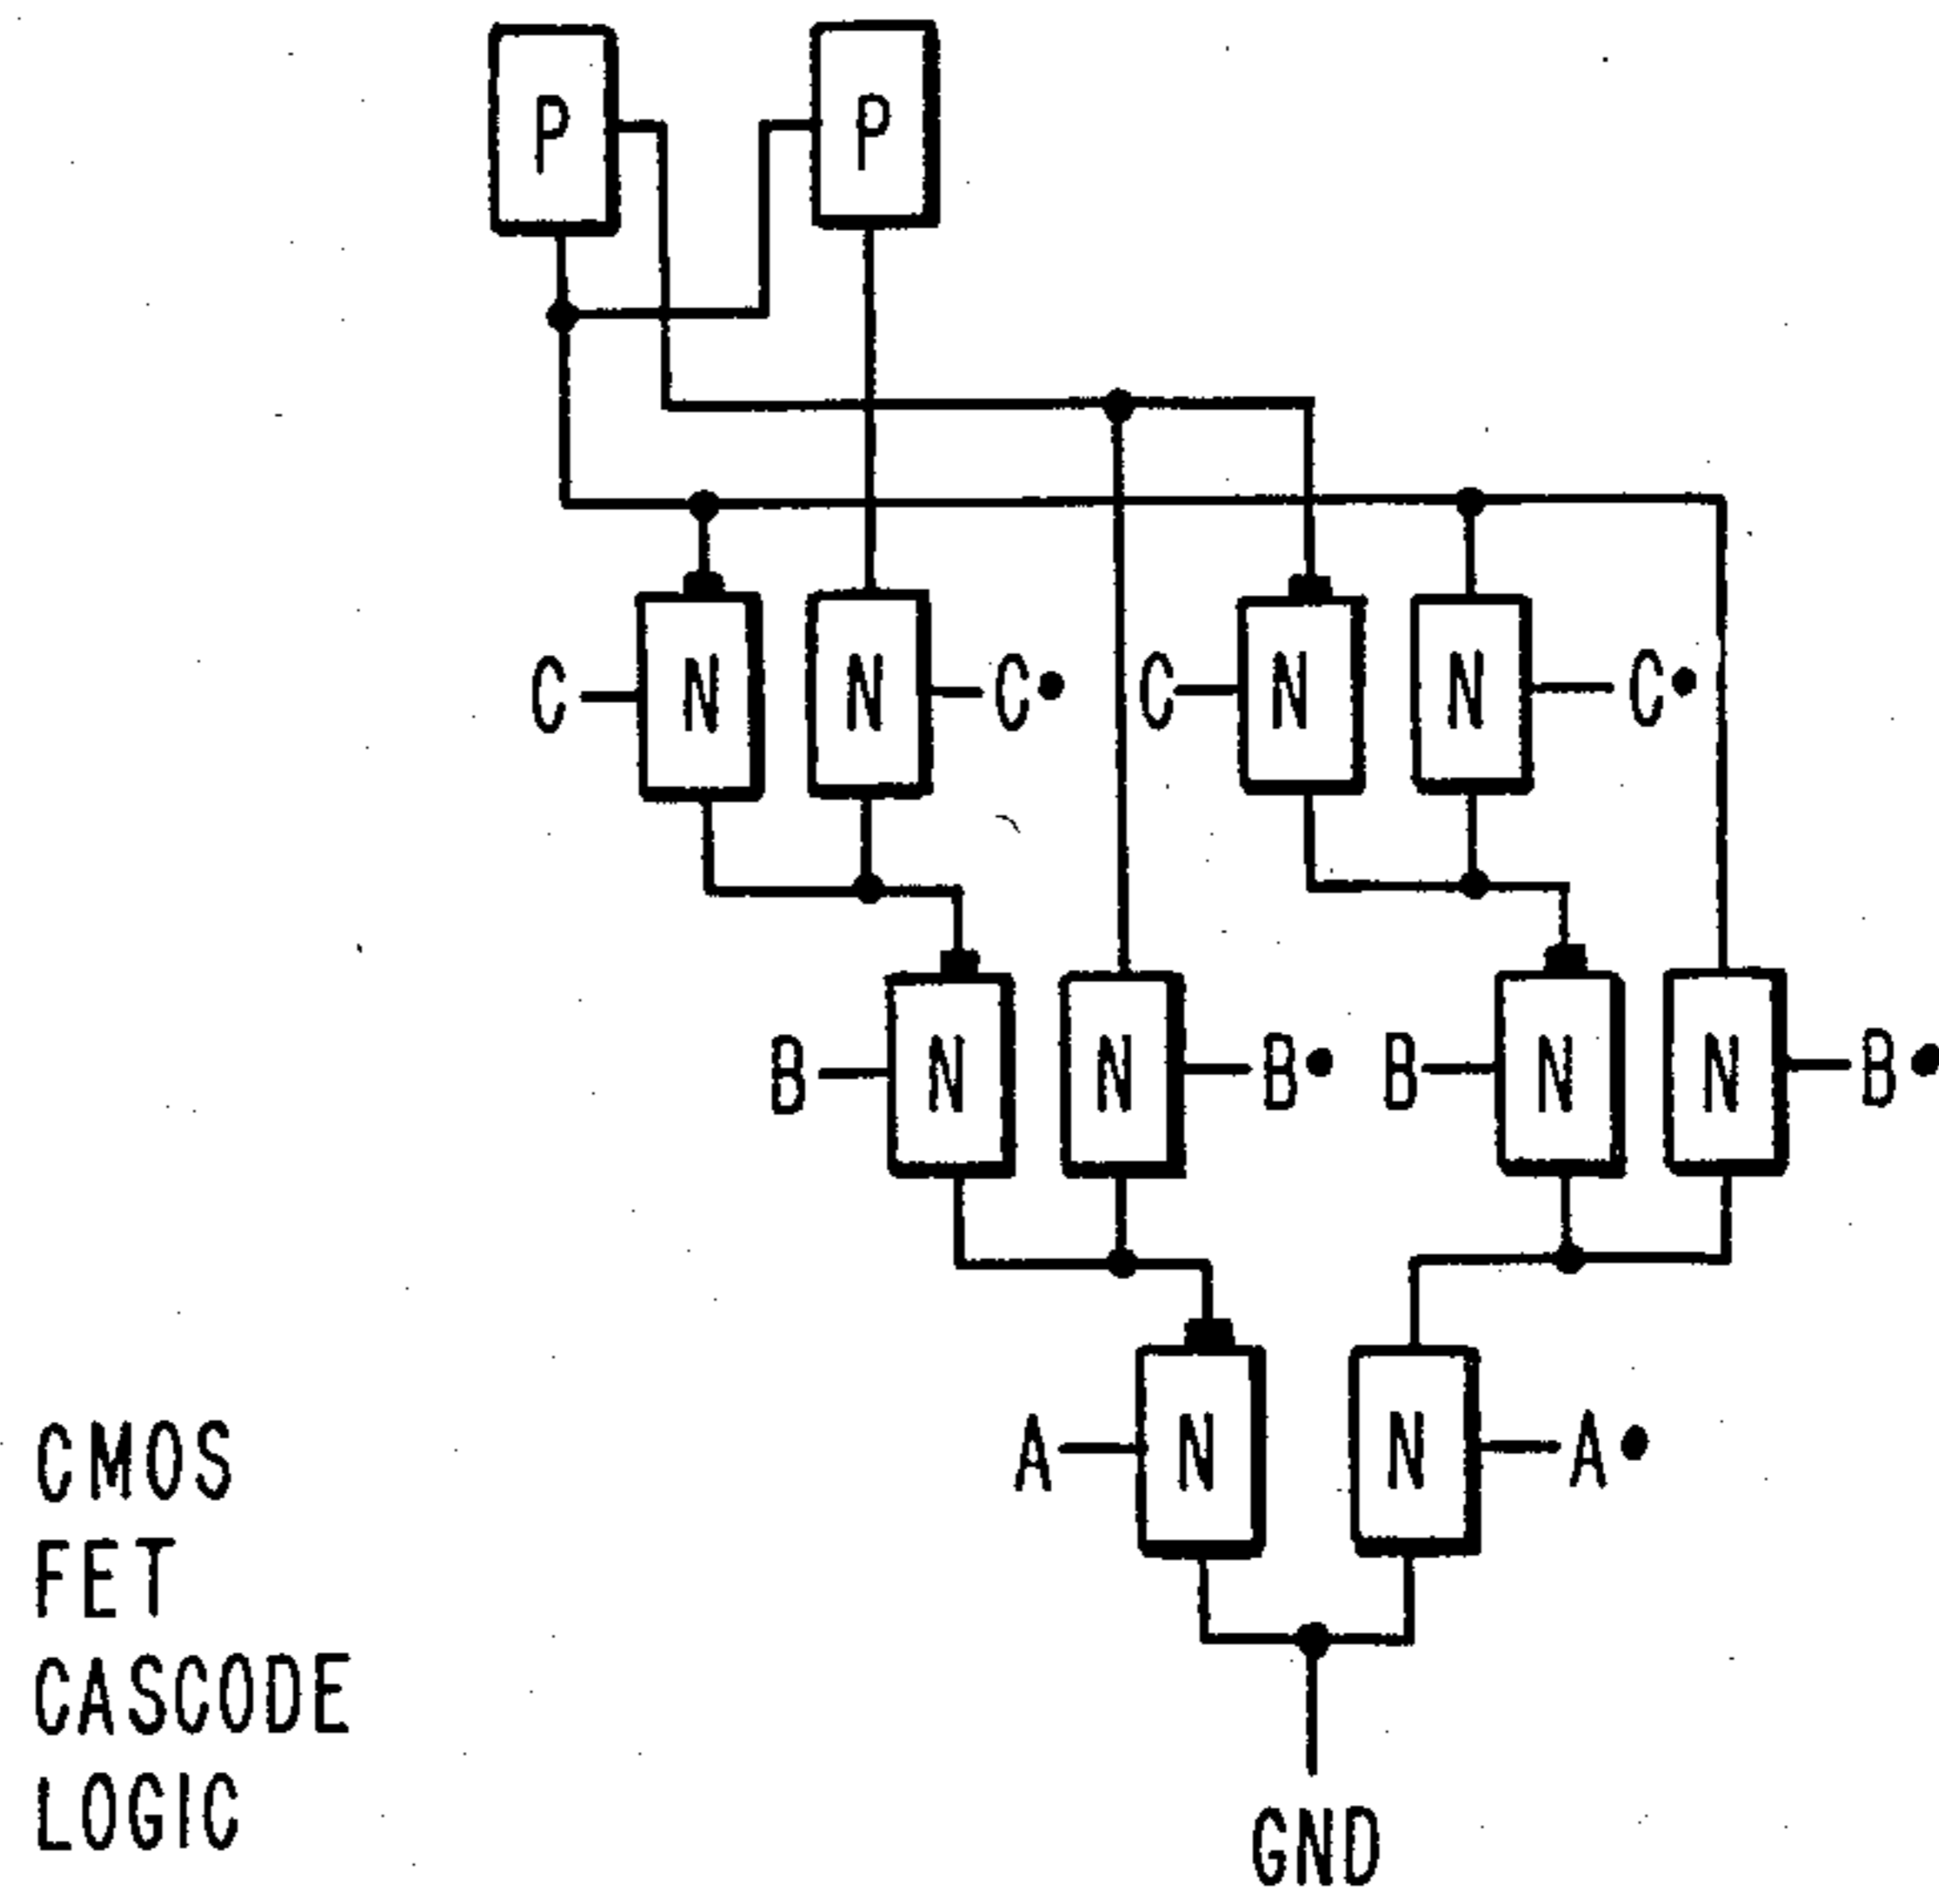 P P
C N N C• C N N C•
B N N B• B N N B•
A N N A•
CMOS
FET
CASCODE
LOGIC
GND